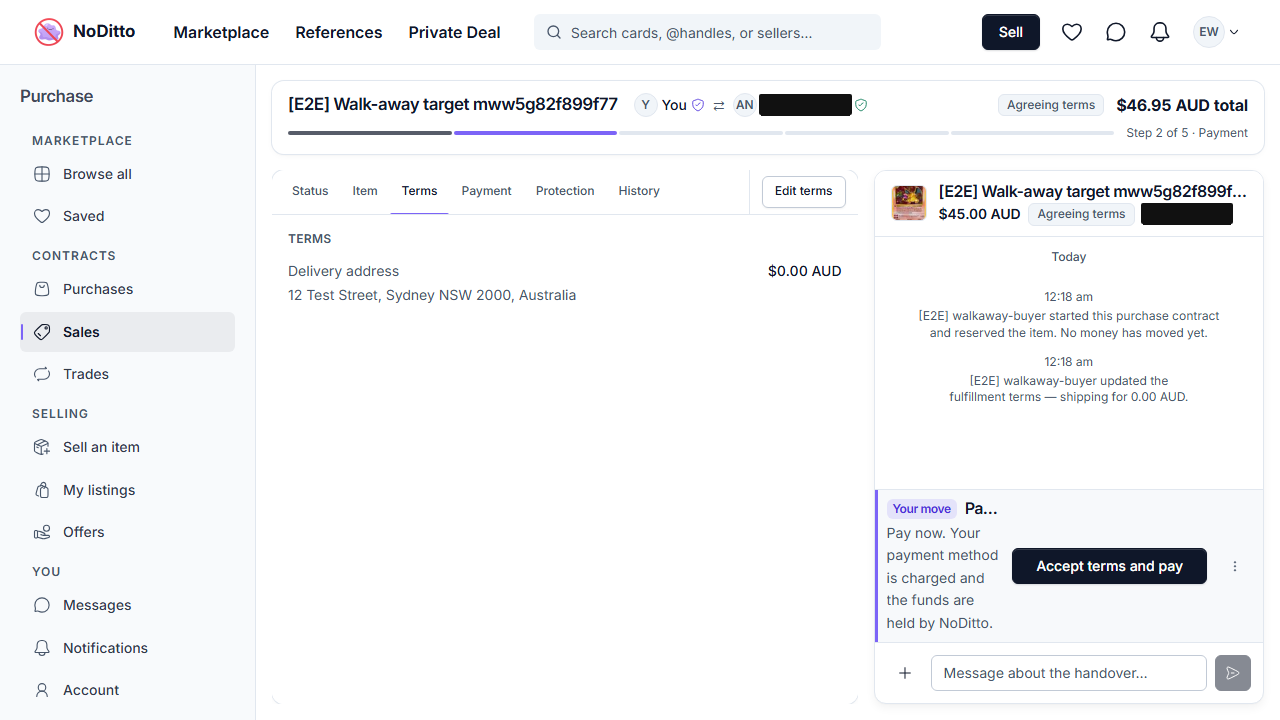 NoDitto
Marketplace
References
Private Deal
Search cards, @handles, or sellers...
Sell
EW
Purchase
MARKETPLACE
Browse all
Saved
CONTRACTS
Purchases
Sales
Trades
SELLING
Sell an item
My listings
Offers
YOU
Messages
Notifications
Account
[E2E] Walk-away target mww5g82f899f77
Y You
AN
Agreeing terms
$46.95 AUD total
Step 2 of 5 · Payment
Status
Item
Terms
Payment
Protection
History
Edit terms
TERMS
Delivery address
$0.00 AUD
12 Test Street, Sydney NSW 2000, Australia
[E2E] Walk-away target mww5g82f899f...
$45.00 AUD
Agreeing terms
Today
12:18 am
[E2E] walkaway-buyer started this purchase contract
and reserved the item. No money has moved yet.
12:18 am
[E2E] walkaway-buyer updated the
fulfillment terms — shipping for 0.00 AUD.
Your move
Pa...
Pay now. Your
payment method
is charged and
the funds are
held by NoDitto.
Accept terms and pay
Message about the handover...